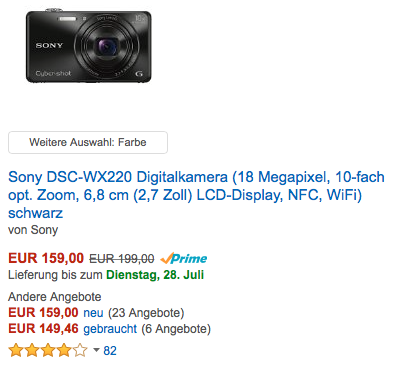 SONY
Cyber-shot
G
Weitere Auswahl: Farbe
Sony DSC-WX220 Digitalkamera (18 Megapixel, 10-fach
opt. Zoom, 6,8 cm (2,7 Zoll) LCD-Display, NFC, WiFi)
schwarz
von Sony
EUR 159,00 EUR 199,00 Prime
Lieferung bis zum Dienstag, 28. Juli
Andere Angebote
EUR 159,00 neu (23 Angebote)
EUR 149,46 gebraucht (6 Angebote)
82